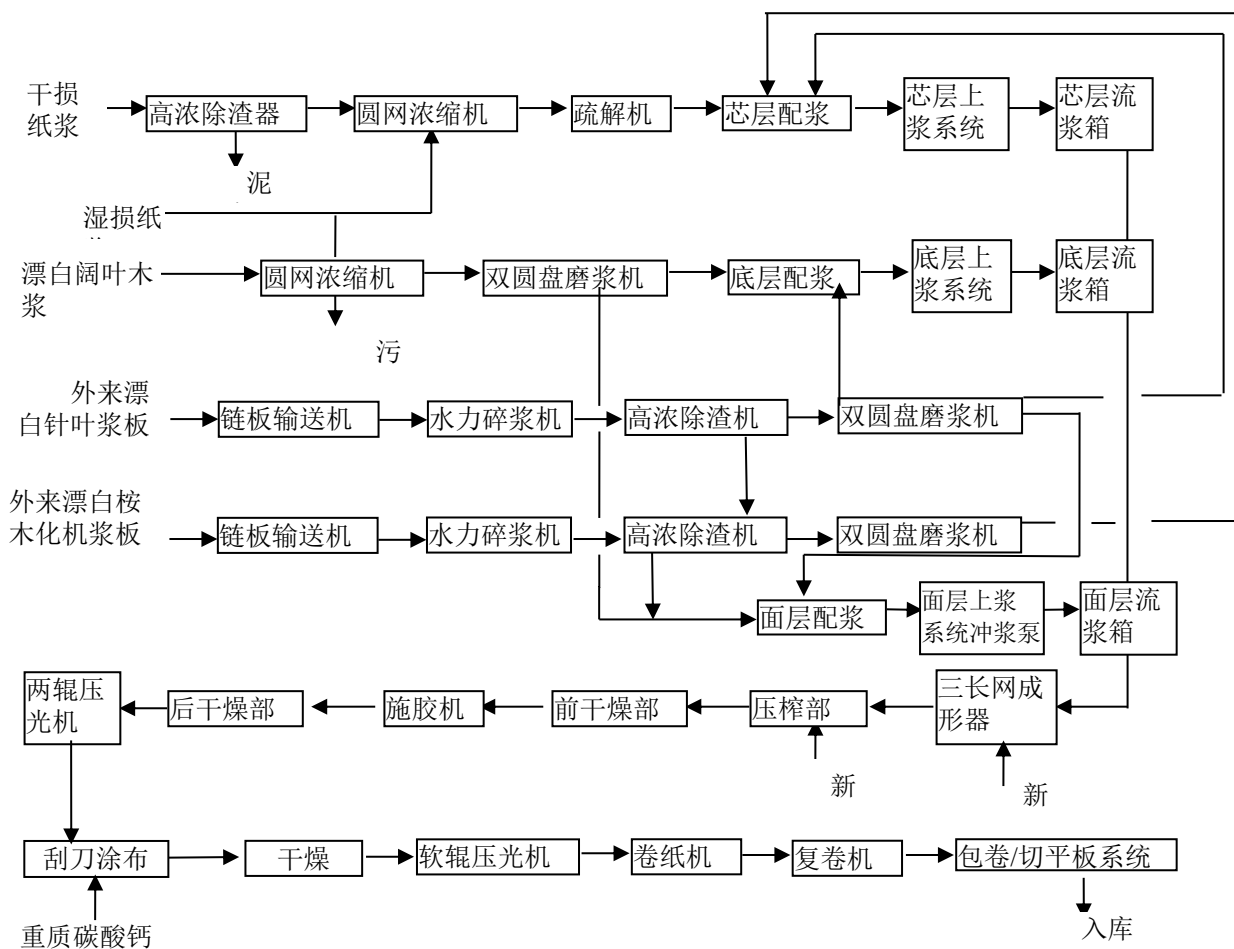 干损
纸浆
高浓除渣器
圆网浓缩机
疏解机
芯层配浆
芯层上
浆系统
芯层流
浆箱
泥
湿损纸
漂白阔叶木
浆
圆网浓缩机
双圆盘磨浆机
底层配浆
底层上
浆系统
底层流
浆箱
污
外来漂
白针叶浆板
链板输送机
水力碎浆机
高浓除渣机
双圆盘磨浆机
外来漂白桉
木化机浆板
链板输送机
水力碎浆机
高浓除渣机
双圆盘磨浆机
面层配浆
面层上浆
系统冲浆泵
面层流
浆箱
两辊压
光机
后干燥部
施胶机
前干燥部
压榨部
三长网成
形器
新
新
刮刀涂布
干燥
软辊压光机
卷纸机
复卷机
包卷/切平板系统
重质碳酸钙
入库